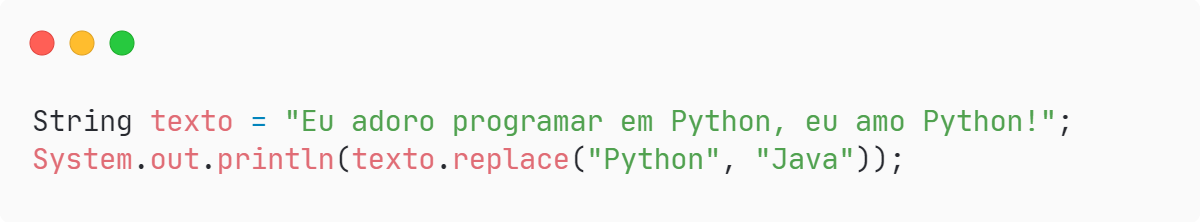 String texto = "Eu adoro programar em Python, eu amo Python!";
System.out.println(texto.replace("Python", "Java"));